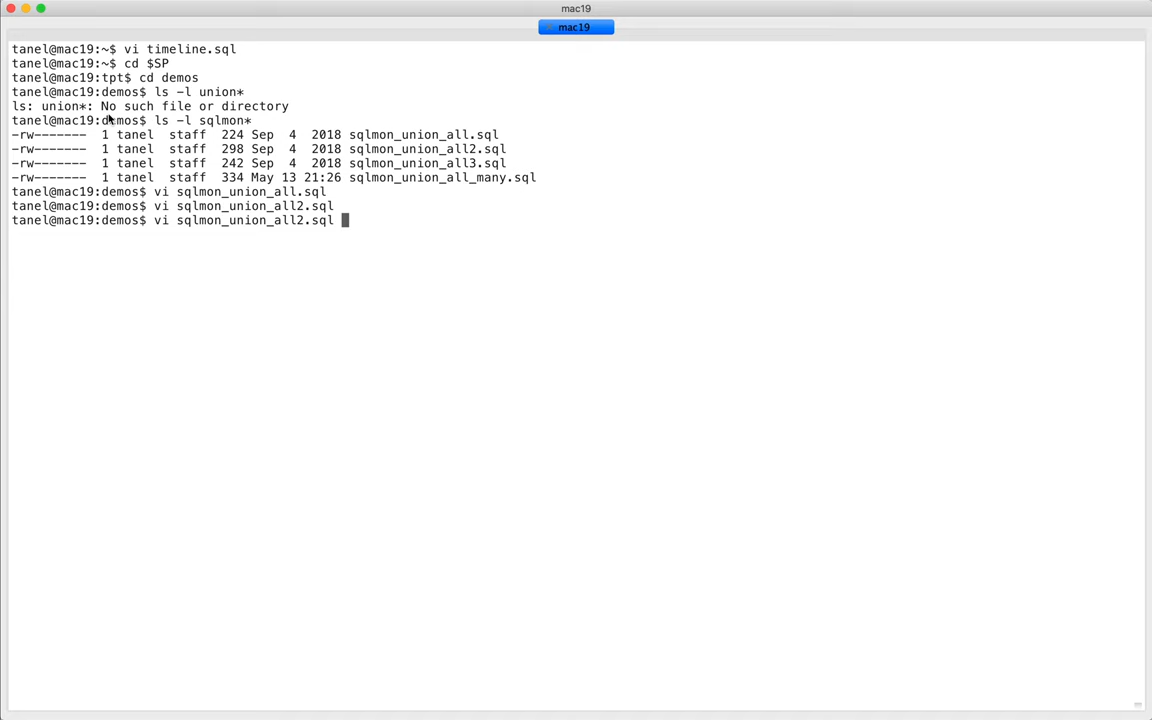 mac19
mac19
tanel@mac19:~$ vi timeline.sql
tanel@mac19:~$ cd $SP
tanel@mac19:tpt$ cd demos
tanel@mac19:demos$ ls -l union*
ls: union*: No such file or directory
tanel@mac19:demos$ ls -l sqlmon*
-rw-------  1 tanel  staff  224 Sep  4  2018 sqlmon_union_all.sql
-rw-------  1 tanel  staff  298 Sep  4  2018 sqlmon_union_all2.sql
-rw-------  1 tanel  staff  242 Sep  4  2018 sqlmon_union_all3.sql
-rw-------  1 tanel  staff  334 May 13 21:26 sqlmon_union_all_many.sql
tanel@mac19:demos$ vi sqlmon_union_all.sql
tanel@mac19:demos$ vi sqlmon_union_all2.sql
tanel@mac19:demos$ vi sqlmon_union_all2.sql